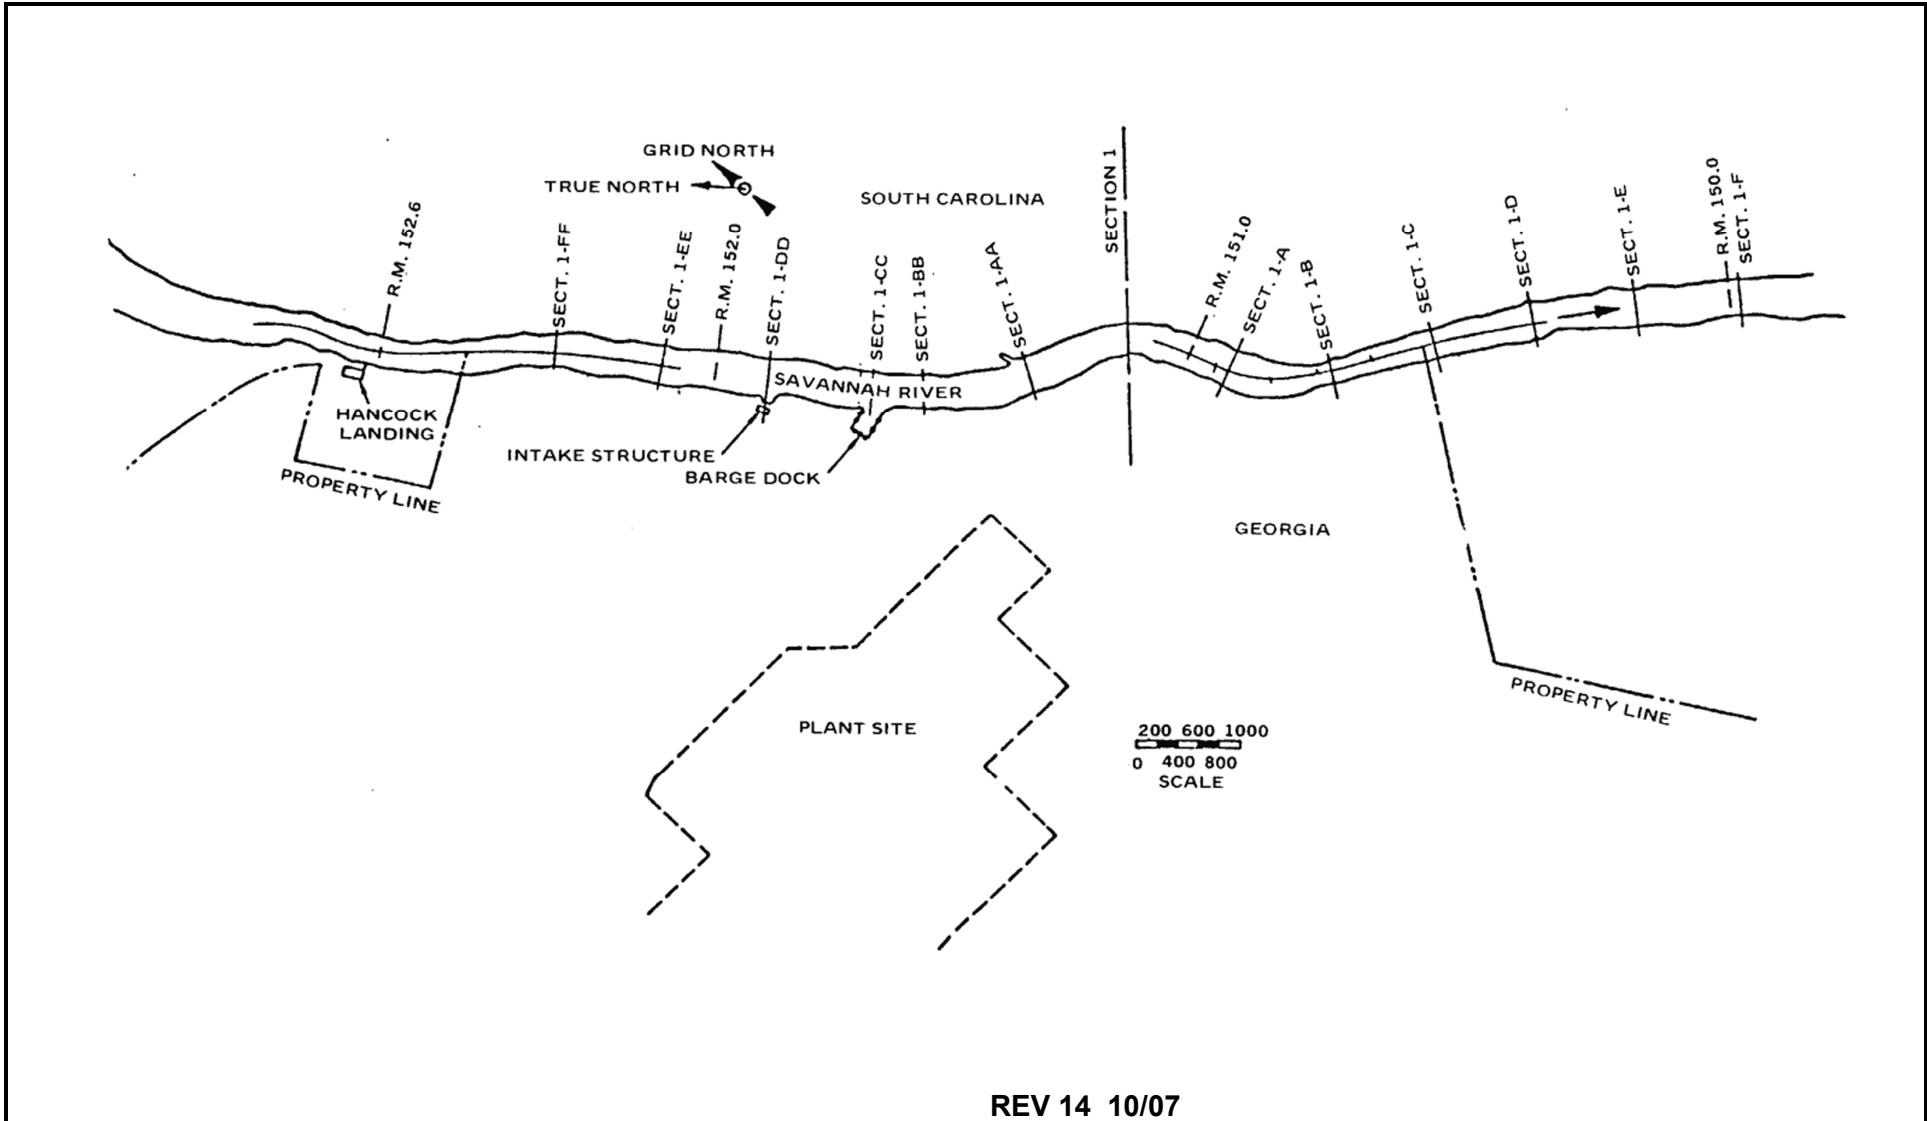 GRID NORTH
TRUE NORTH
SOUTH CAROLINA
R.M. 152.6
SECT. 1-FF
SECT. 1-EE
R.M. 152.0
SECT. 1-DD
SECT. 1-CC
SECT. 1-BB
SECT. 1-AA
SECTION 1
R.M. 151.0
SECT. 1-A
SECT. 1-B
SECT. 1-C
SECT. 1-D
SECT. 1-E
R.M. 150.0
SECT. 1-F
SAVANNAH RIVER
HANCOCK
LANDING
PROPERTY LINE
INTAKE STRUCTURE
BARGE DOCK
GEORGIA
PROPERTY LINE
PLANT SITE
200 600 1000
0 400 800
SCALE
REV 14 10/07